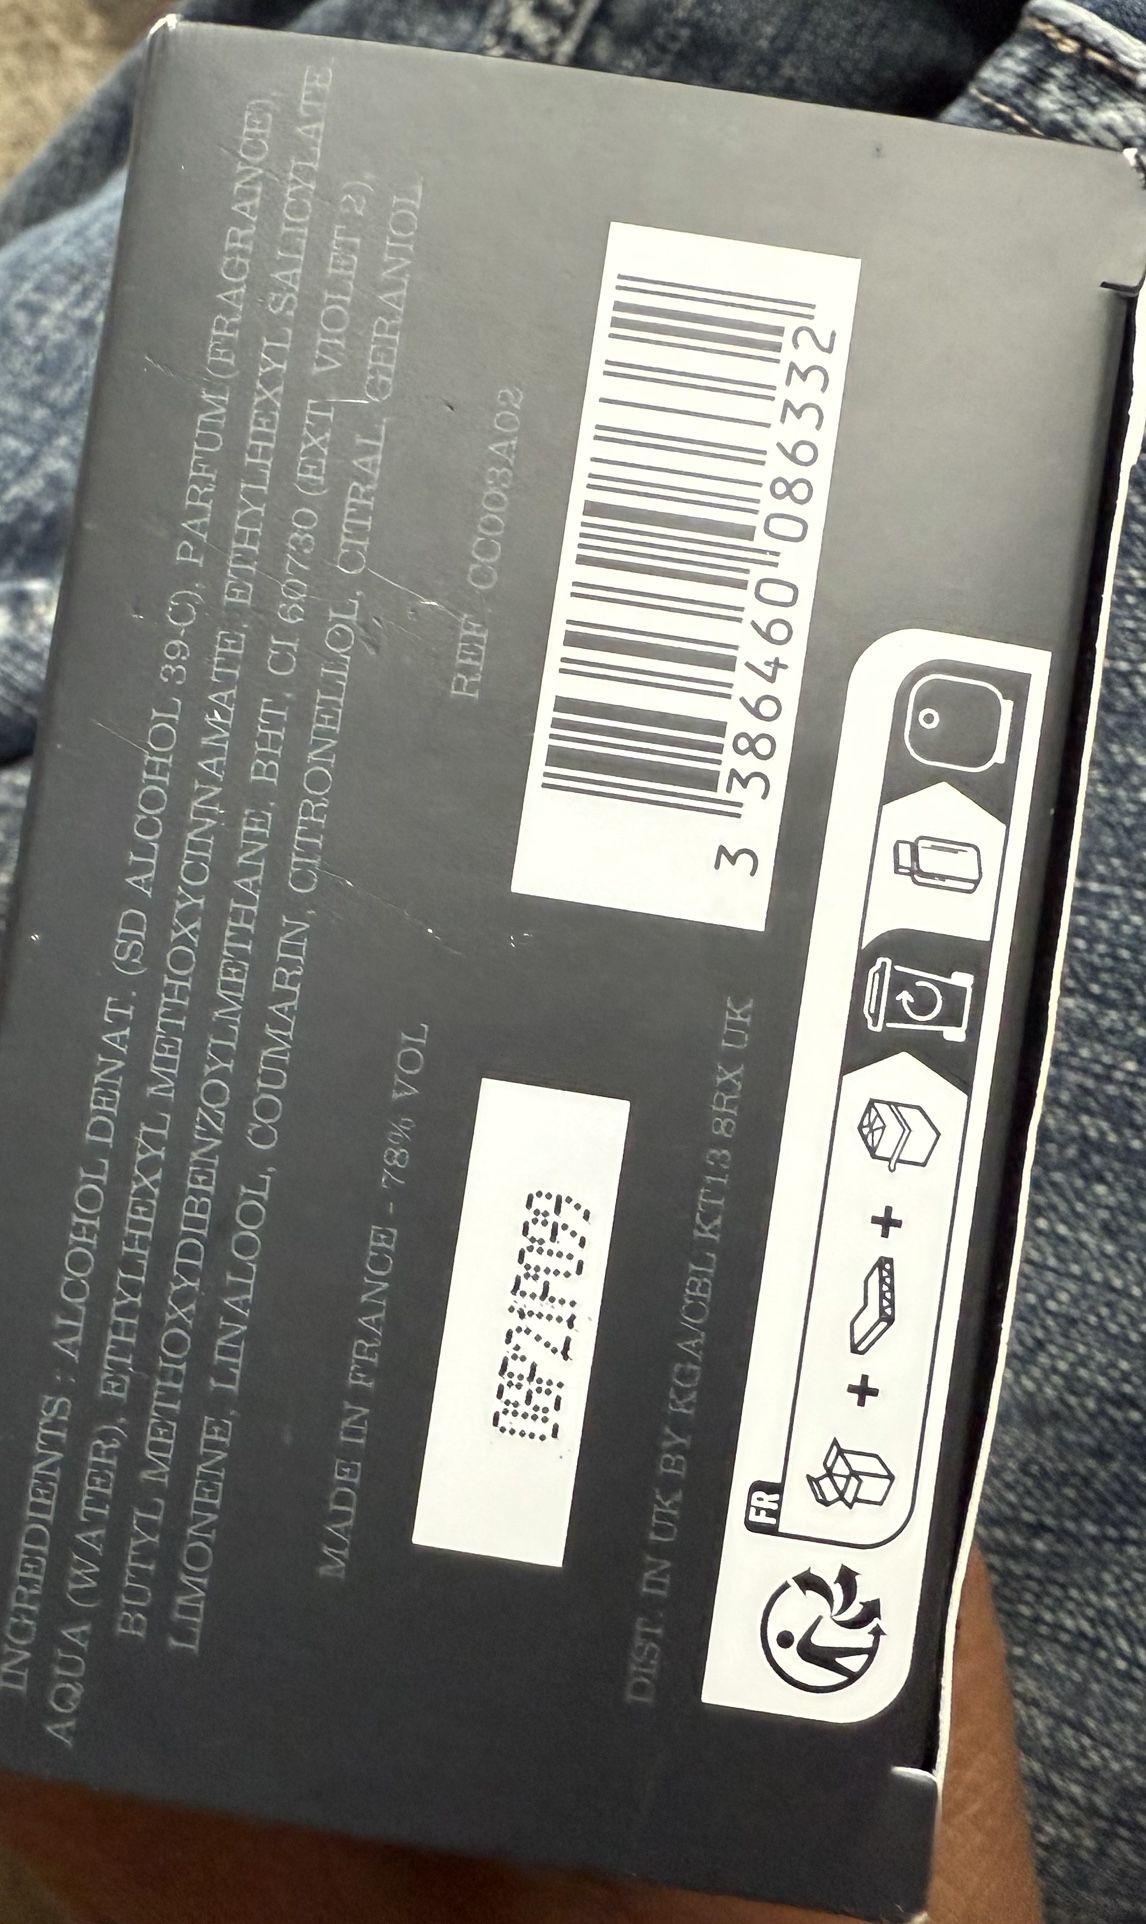 INGREDIENTS : ALCOHOL DENAT. (SD ALCOHOL 39-C), PARFUM (FRAGRANCE),
AQUA (WATER), ETHYLHEXYL METHOXYCINNAMATE, ETHYLHEXYL SALICYLATE,
BUTYL METHOXYDIBENZOYLMETHANE, BHT, CI 60730 (EXT. VIOLET 2),
LIMONENE, LINALOOL, COUMARIN, CITRONELLOL, CITRAL, GERANIOL
MADE IN FRANCE - 78% VOL
REF. CC003A02
3 386460 086332
DIST. IN UK BY KGA/CBL KT13 8RX UK
FR